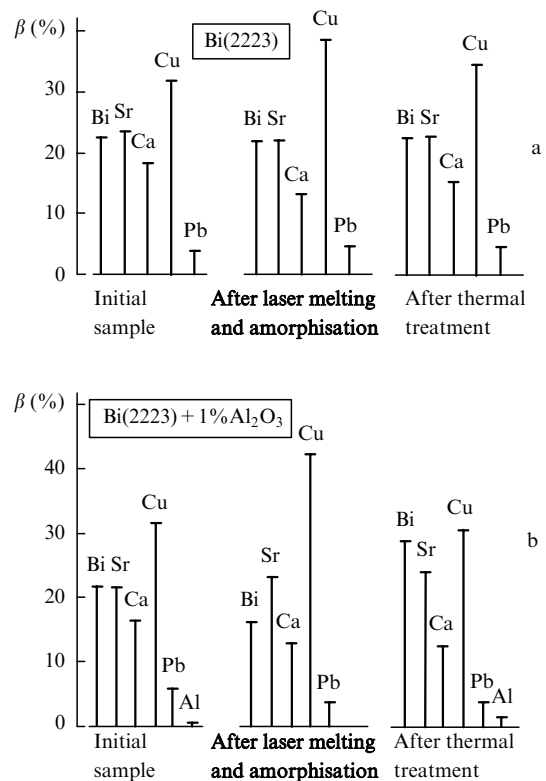 β (%)
Bi(2223)
Cu
Cu
Cu
30
Bi Sr
Ca
Bi Sr
Ca
Bi Sr
Ca
20
a
10
Pb
Pb
Pb
0
Initial
sample
After laser melting
and amorphisation
After thermal
treatment
β (%)
Bi(2223) + 1% Al₂O₃
Cu
40
Cu
Cu
30
Bi Sr
Ca
Sr
Bi
Ca
Bi
Sr
Ca
b
20
10
Pb
Al
Pb
Pb
Al
0
Initial
sample
After laser melting
and amorphisation
After thermal
treatment